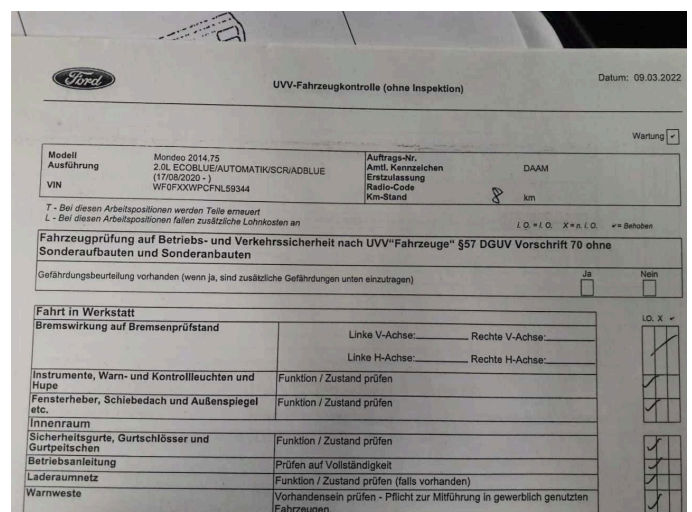 Ford
UVV-Fahrzeugkontrolle (ohne Inspektion)
Datum: 09.03.2022
Wartung ✓
Modell Mondeo 2014.75
Ausführung 2.0L ECOBLUE/AUTOMATIK/SCR/ADBLUE
(17/08/2020 - )
VIN WF0FXXWPCFNL59344
Auftrags-Nr.
Amtl. Kennzeichen DAAM
Erstzulassung
Radio-Code
Km-Stand 8 km
T - Bei diesen Arbeitspositionen werden Teile erneuert
L - Bei diesen Arbeitspositionen fallen zusätzliche Lohnkosten an
I. O. = I. O. X = n. I. O. ✓ = Behoben
Fahrzeugprüfung auf Betriebs- und Verkehrssicherheit nach UVV"Fahrzeuge" §57 DGUV Vorschrift 70 ohne
Sonderaufbauten und Sonderanbauten
Gefährdungsbeurteilung vorhanden (wenn ja, sind zusätzliche Gefährdungen unten einzutragen)
Ja Nein
Fahrt in Werkstatt
I.O. X ✓
Bremswirkung auf Bremsenprüfstand
Linke V-Achse: Rechte V-Achse:
Linke H-Achse: Rechte H-Achse:
Instrumente, Warn- und Kontrollleuchten und
Hupe
Funktion / Zustand prüfen
Fensterheber, Schiebedach und Außenspiegel
etc.
Funktion / Zustand prüfen
Innenraum
Sicherheitsgurte, Gurtschlösser und
Gurtpeitschen
Funktion / Zustand prüfen
Betriebsanleitung Prüfen auf Vollständigkeit
Laderaumnetz Funktion / Zustand prüfen (falls vorhanden)
Warnweste Vorhandensein prüfen - Pflicht zur Mitführung in gewerblich genutzten
Fahrzeugen